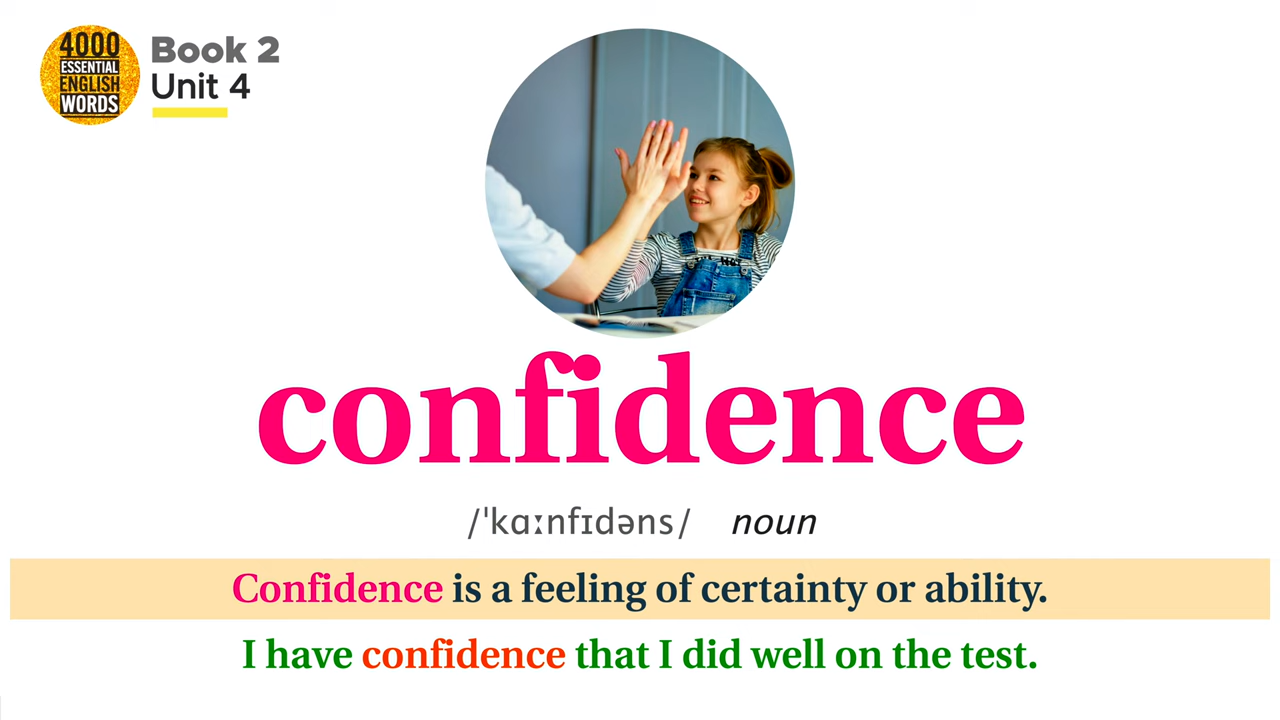 4000
ESSENTIAL
ENGLISH
WORDS
Book 2
Unit 4
confidence
/ˈkɑːnfɪdəns/ noun
Confidence is a feeling of certainty or ability.
I have confidence that I did well on the test.